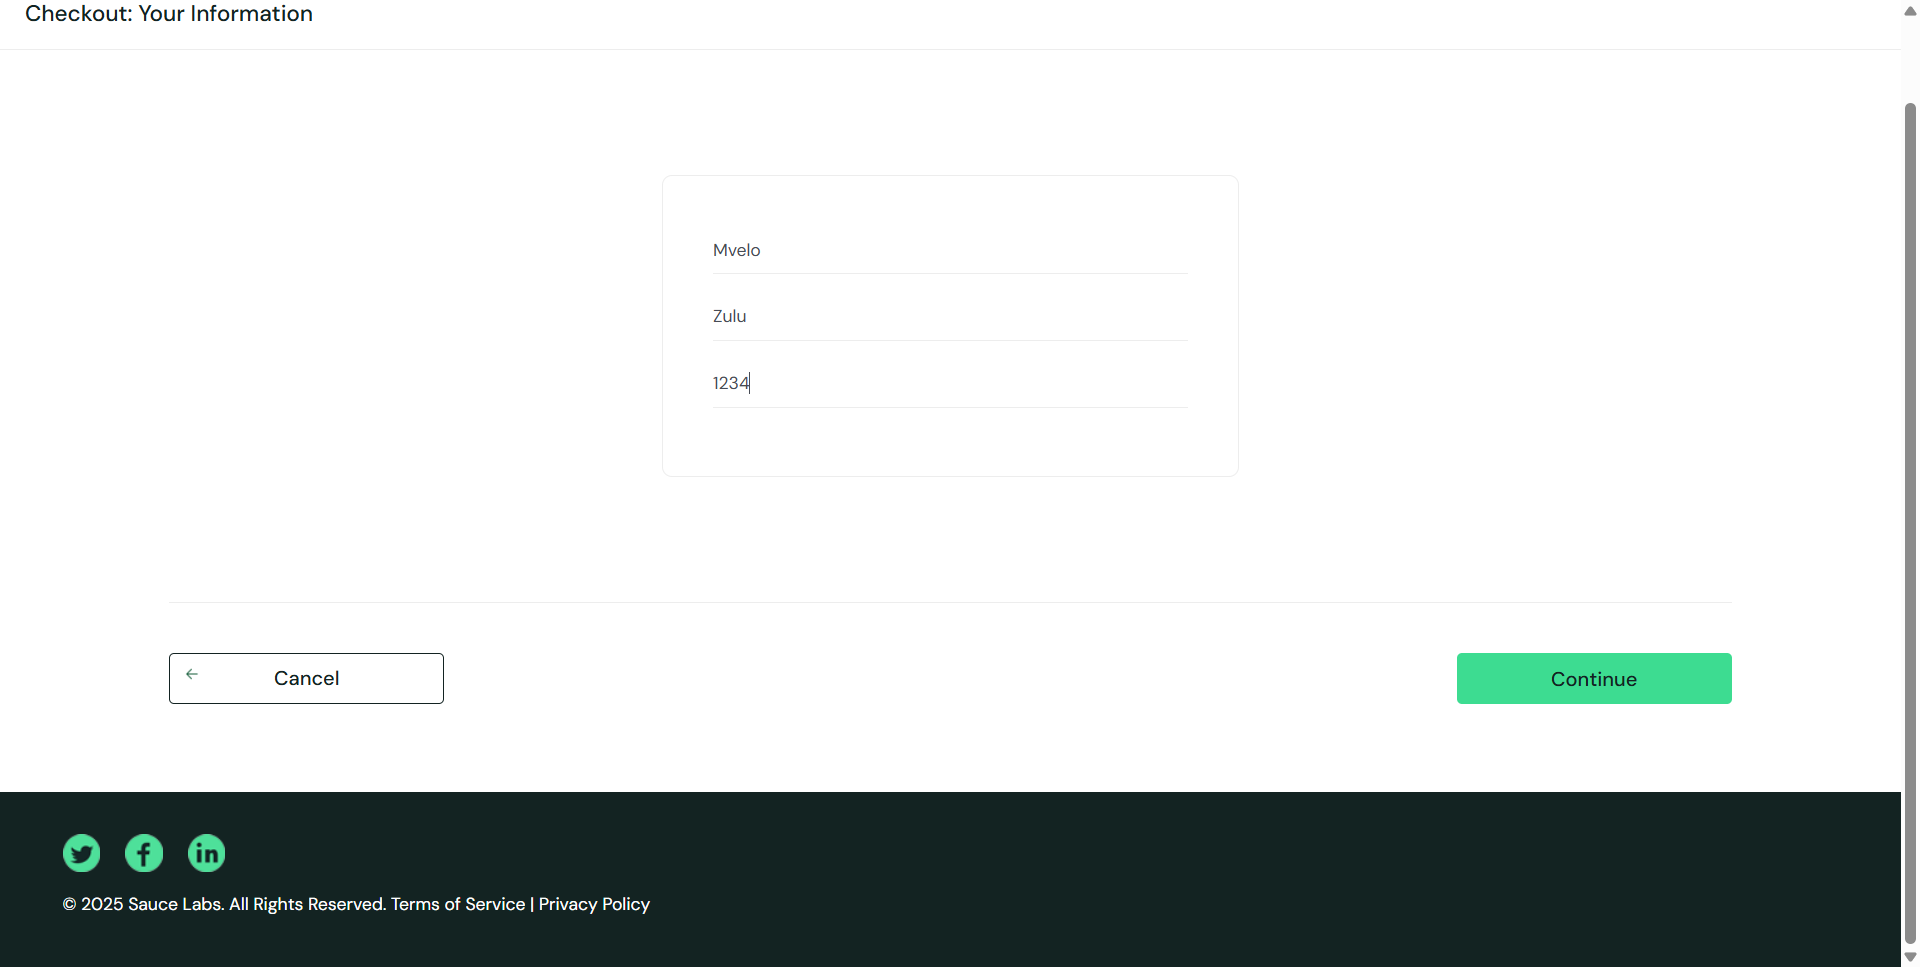 Checkout: Your Information
Mvelo
Zulu
1234
Cancel
Continue
© 2025 Sauce Labs. All Rights Reserved. Terms of Service | Privacy Policy